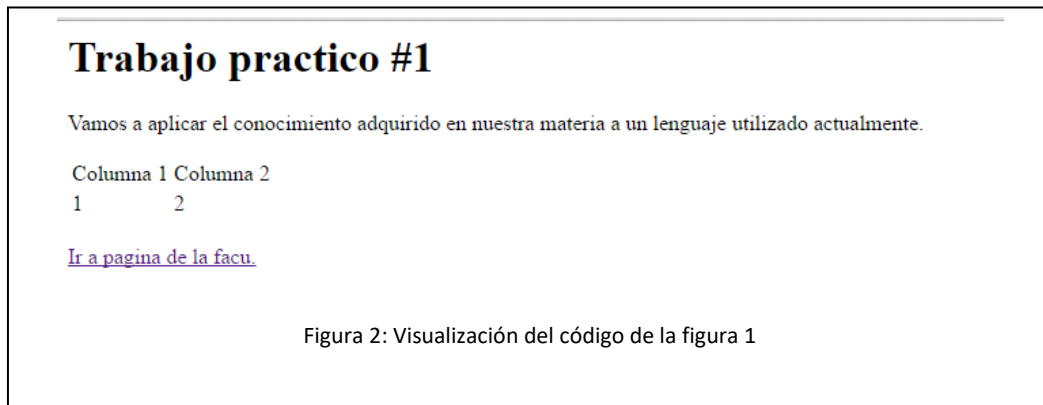 Trabajo practico #1
Vamos a aplicar el conocimiento adquirido en nuestra materia a un lenguaje utilizado actualmente.
Columna 1 Columna 2
1 2
Ir a pagina de la facu.
Figura 2: Visualización del código de la figura 1